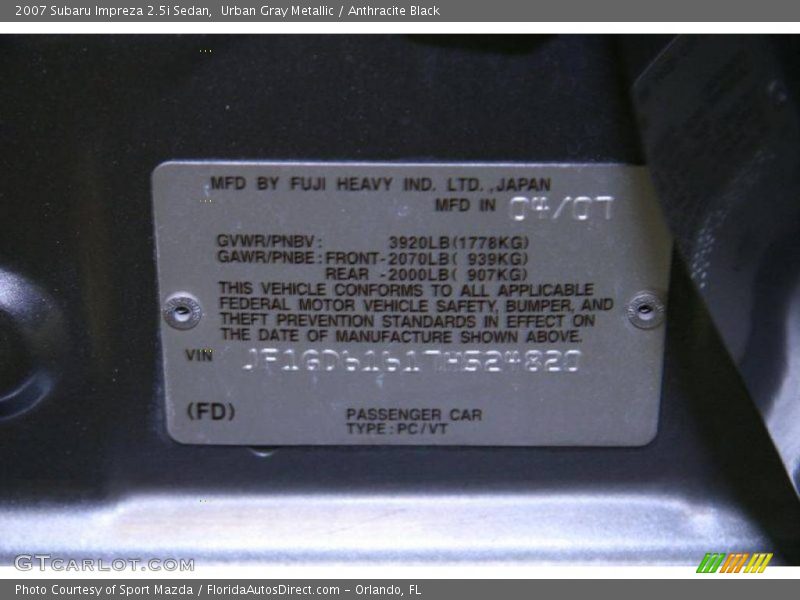 2007 Subaru Impreza 2.5i Sedan,  Urban Gray Metallic / Anthracite Black
MFD BY FUJI HEAVY IND. LTD., JAPAN
MFD IN 04/07
GVWR/PNBV: 3920LB(1778KG)
GAWR/PNBE: FRONT-2070LB( 939KG)
REAR -2000LB( 907KG)
THIS VEHICLE CONFORMS TO ALL APPLICABLE
FEDERAL MOTOR VEHICLE SAFETY, BUMPER, AND
THEFT PREVENTION STANDARDS IN EFFECT ON
THE DATE OF MANUFACTURE SHOWN ABOVE.
VIN JF1GD61617H524820
(FD) PASSENGER CAR
TYPE:PC/VT
GTCarLot.com
Photo Courtesy of Sport Mazda / FloridaAutosDirect.com - Orlando, FL